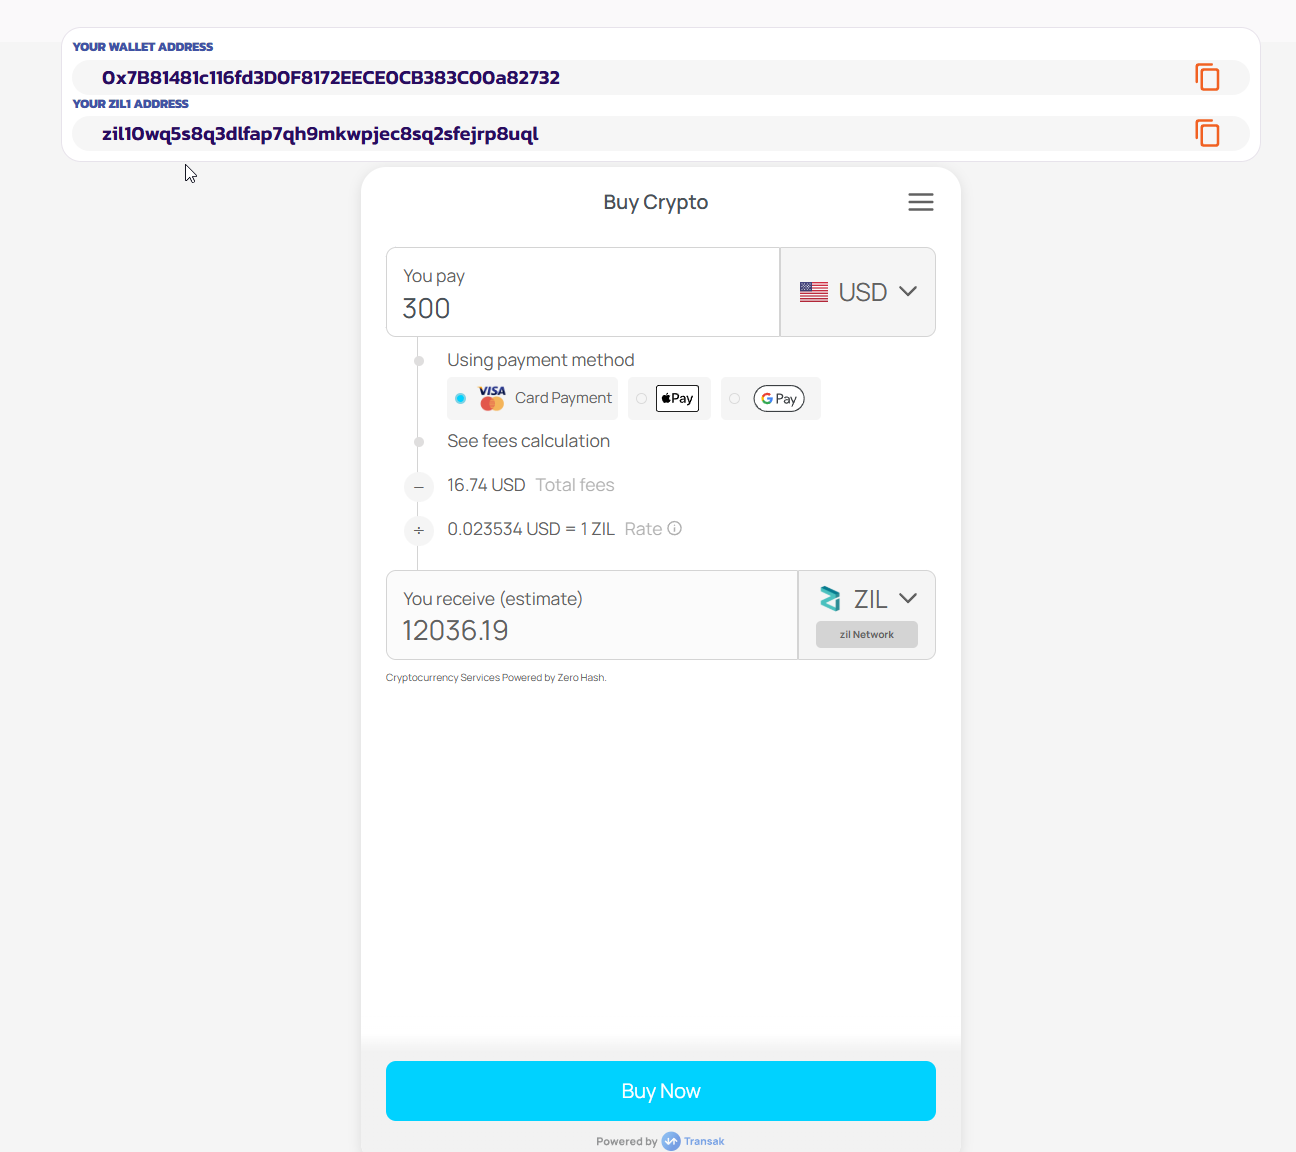 YOUR WALLET ADDRESS
0x7B81481c116fd3D0F8172EECE0CB383C00a82732
YOUR ZIL1 ADDRESS
zil10wq5s8q3dlfap7qh9mkwpjec8sq2sfejrp8uql
Buy Crypto
You pay
300
USD
Using payment method
VISA Card Payment Pay G Pay
See fees calculation
16.74 USD Total fees
0.023534 USD = 1 ZIL Rate
You receive (estimate)
12036.19
ZIL
zil Network
Cryptocurrency Services Powered by Zero Hash.
Buy Now
Powered by Transak